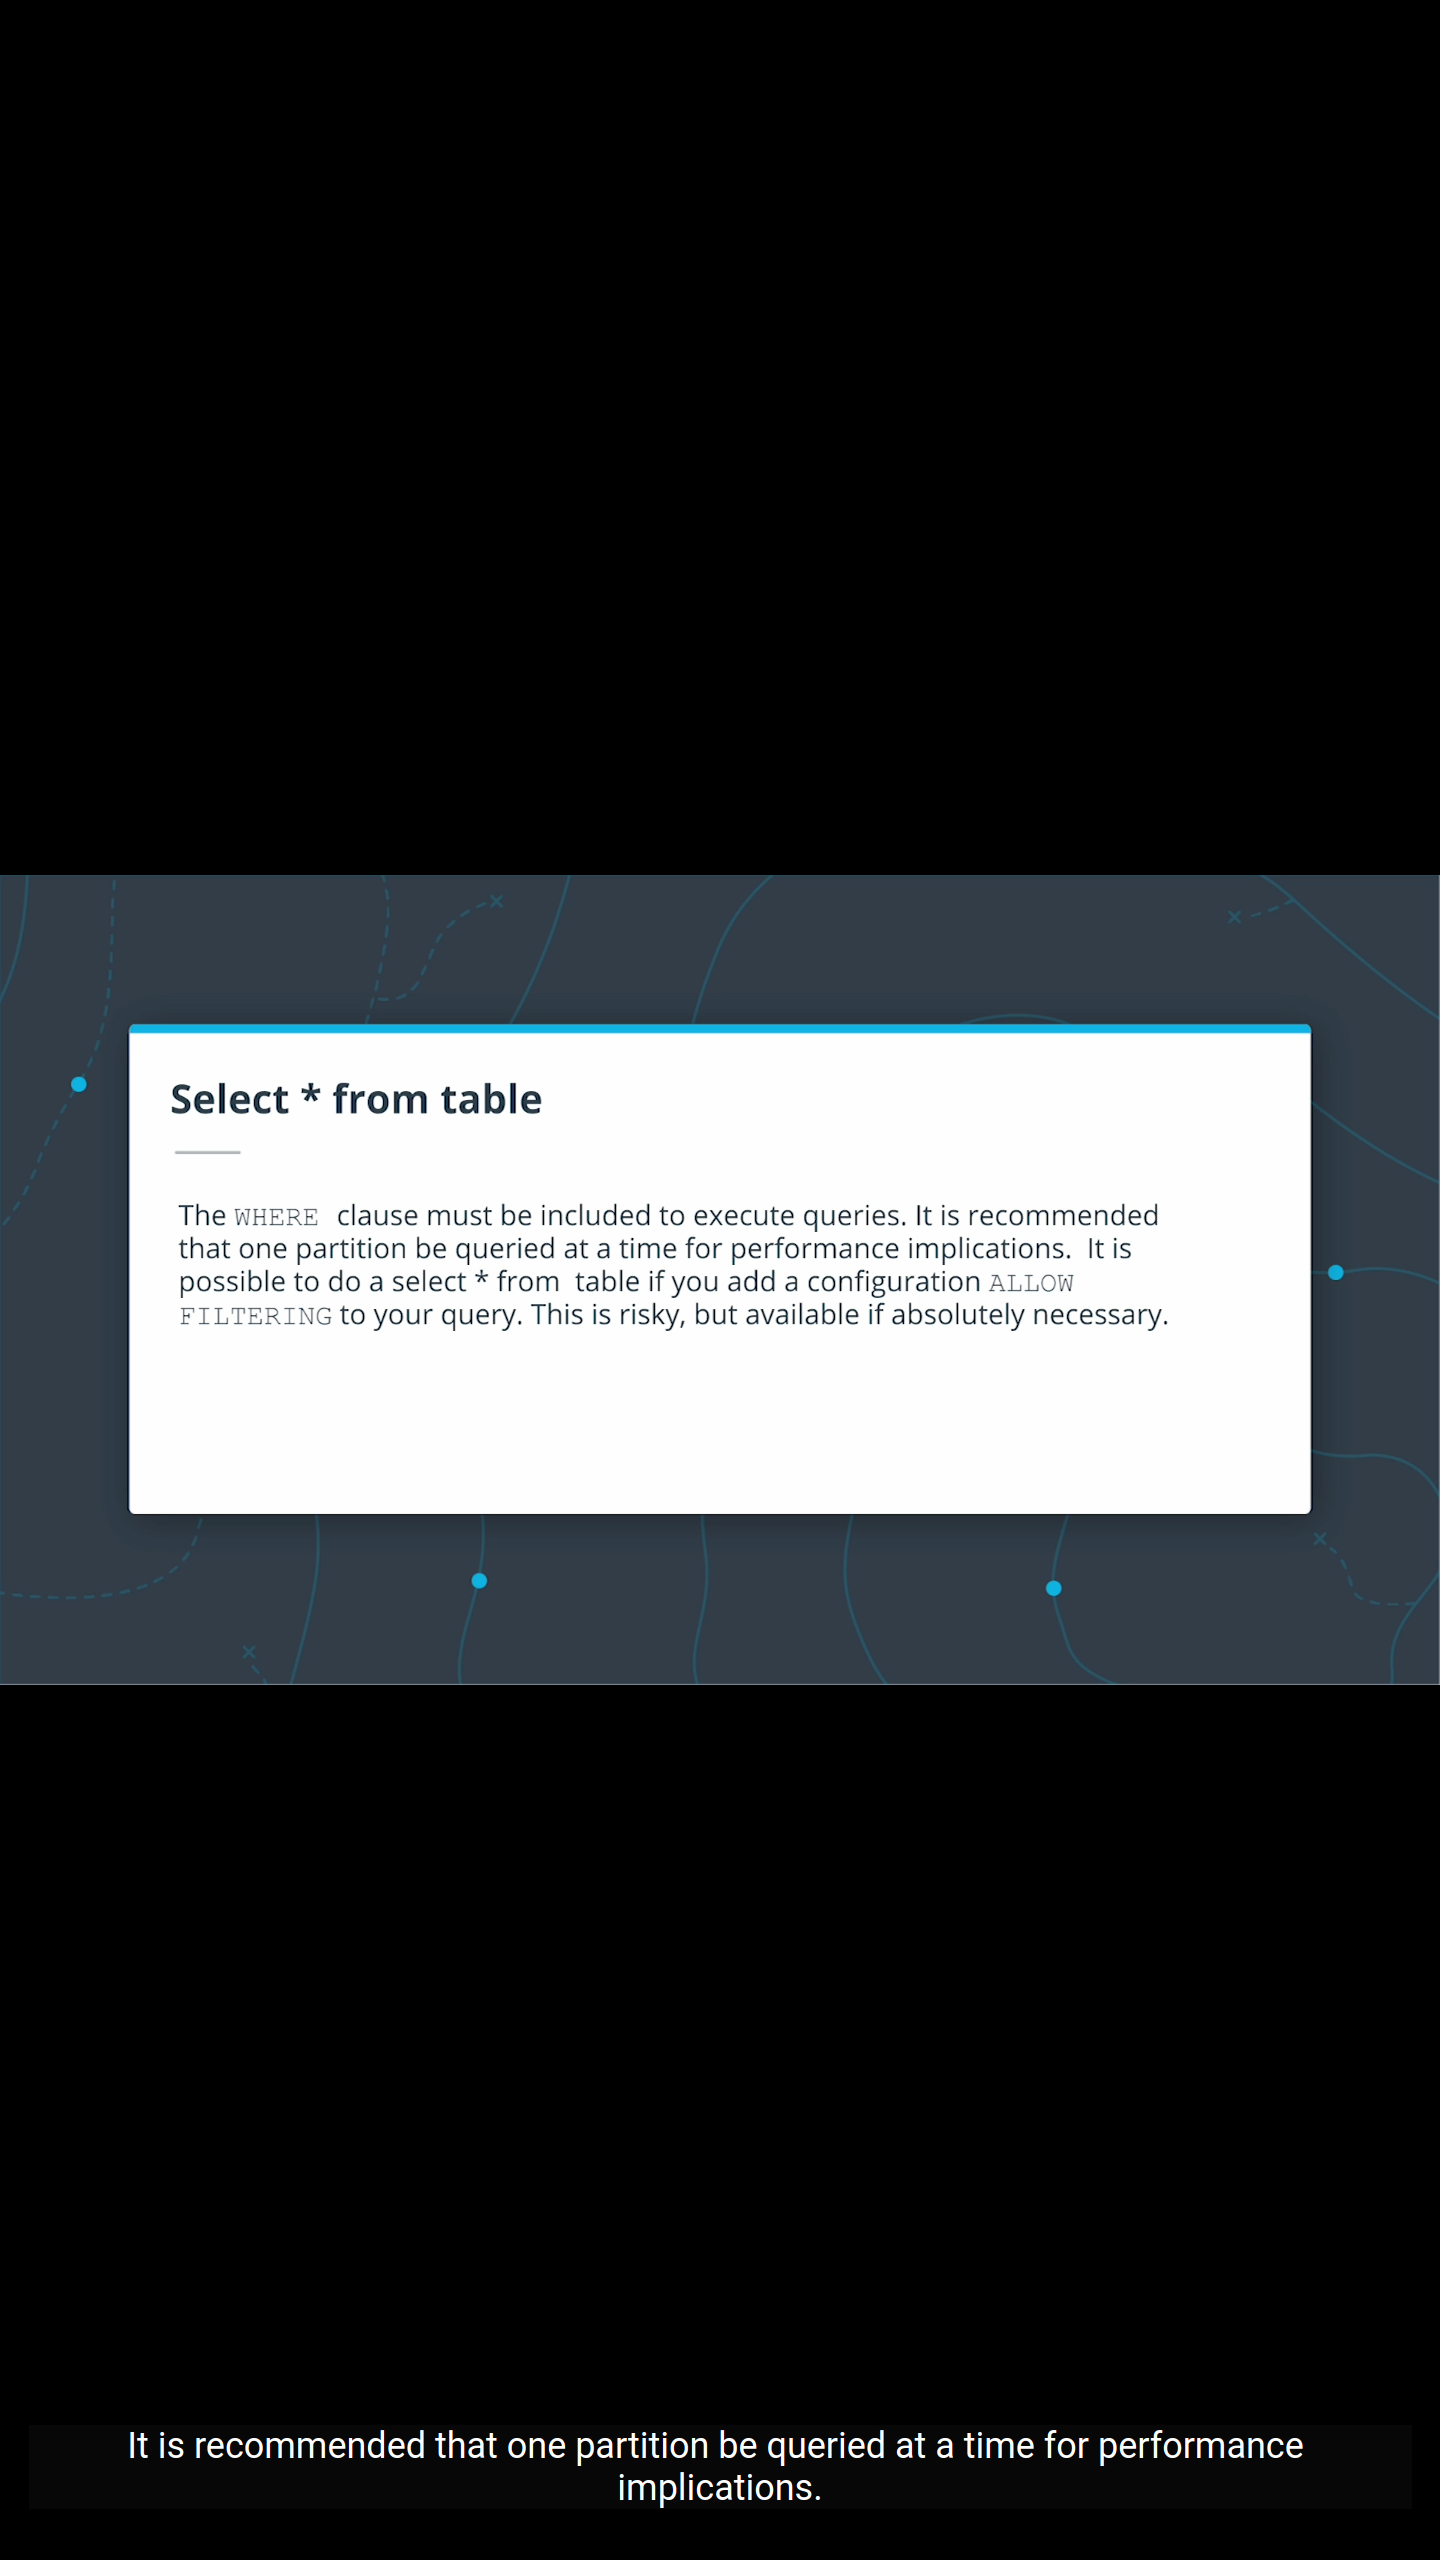 Select * from table
The WHERE clause must be included to execute queries. It is recommended
that one partition be queried at a time for performance implications. It is
possible to do a select * from table if you add a configuration ALLOW
FILTERING to your query. This is risky, but available if absolutely necessary.
It is recommended that one partition be queried at a time for performance
implications.